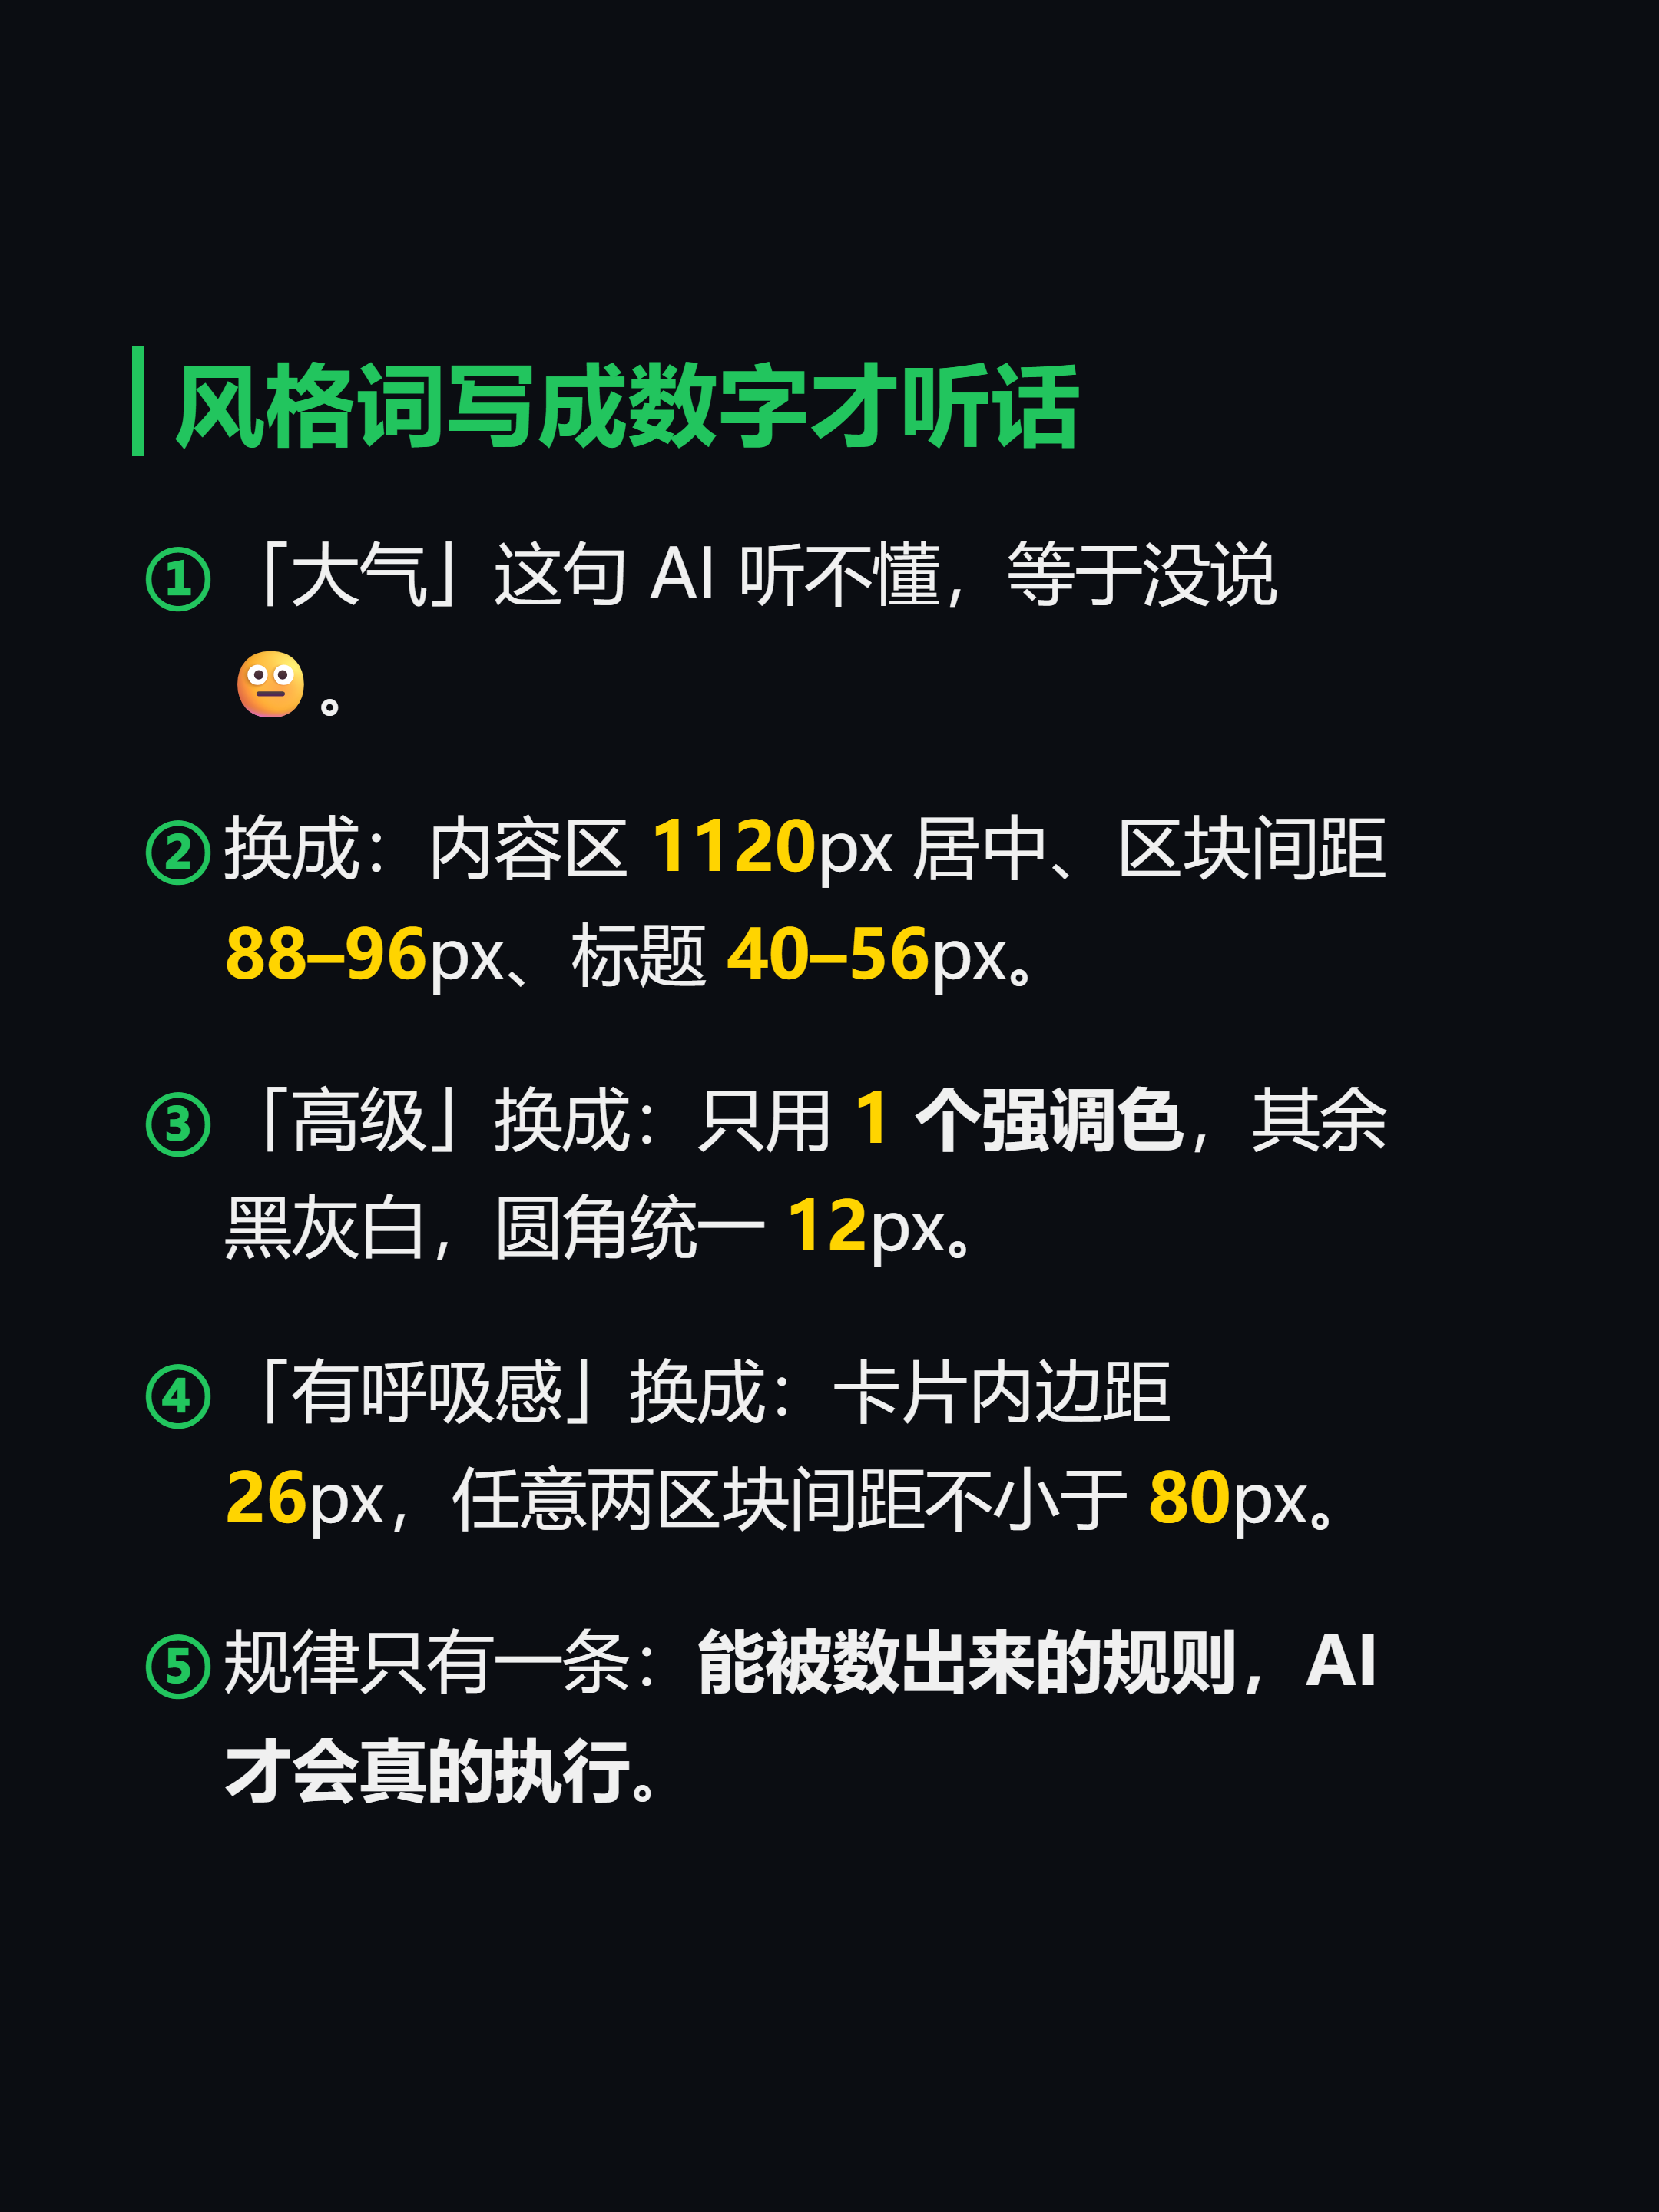 风格词写成数字才听话
①「大气」这句 AI 听不懂，等于没说
😳。
②换成：内容区 1120px 居中、区块间距
88–96px、标题 40–56px。
③「高级」换成：只用 1 个强调色，其余
黑灰白，圆角统一 12px。
④「有呼吸感」换成：卡片内边距
26px，任意两区块间距不小于 80px。
⑤规律只有一条：能被数出来的规则，AI
才会真的执行。